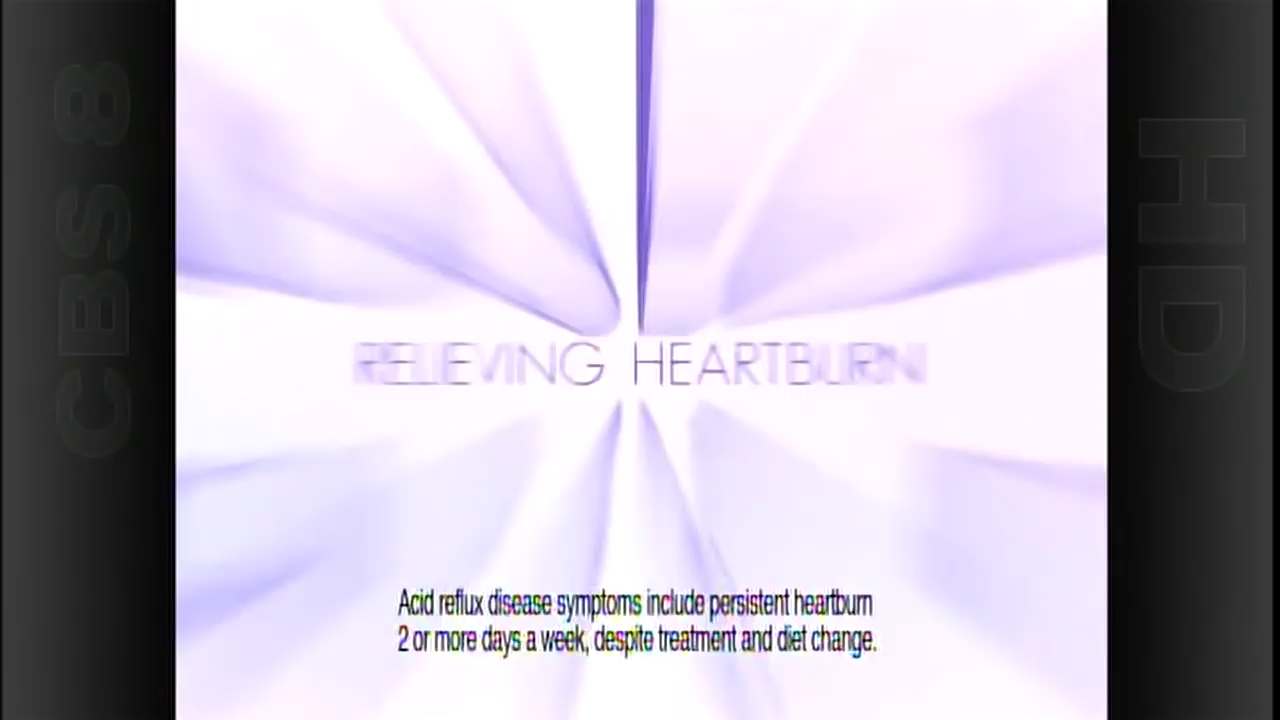 CBS 8
RELIEVING HEARTBURN
Acid reflux disease symptoms include persistent heartburn
2 or more days a week, despite treatment and diet change.
HD